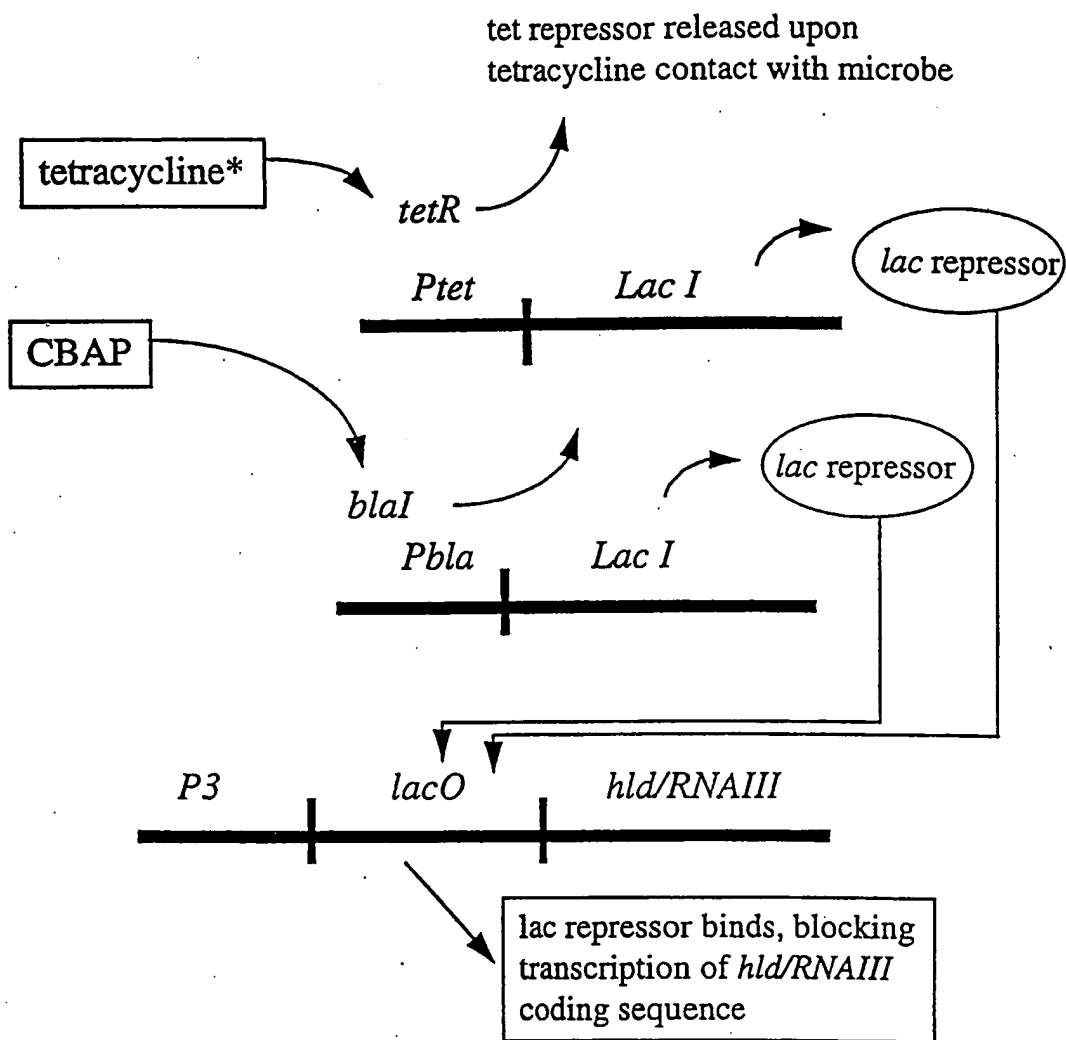 tet repressor released upon
tetracycline contact with microbe
tetracycline*
tetR
Ptet
Lac I
lac repressor
CBAP
blaI
Pbla
Lac I
lac repressor
P3
lacO
hld/RNAIII
lac repressor binds, blocking
transcription of hld/RNAIII
coding sequence